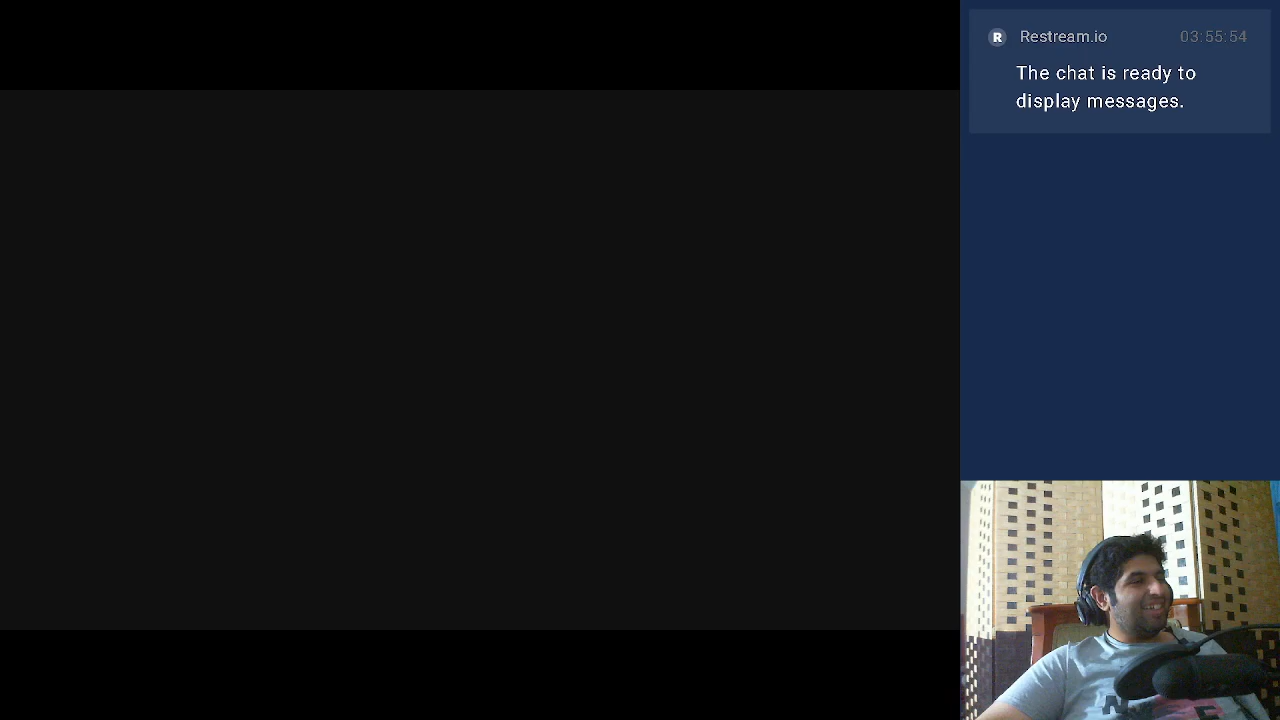 R Restream.io 03:55:54
The chat is ready to
display messages.